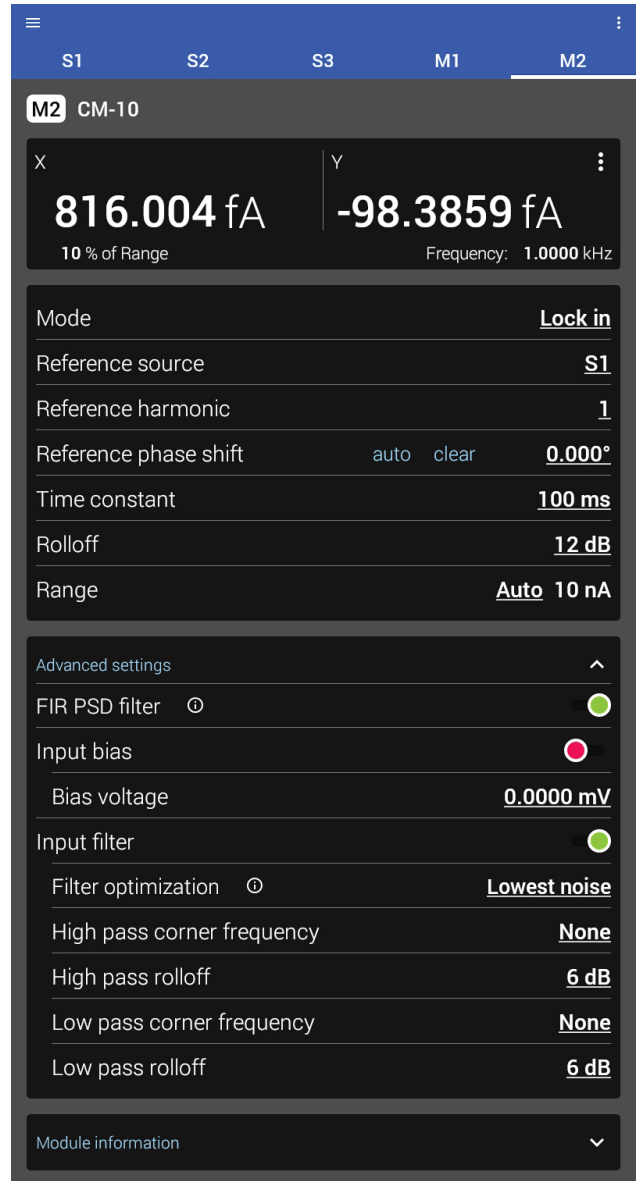 S1 S2 S3 M1 M2
M2 CM-10
X Y
816.004 fA -98.3859 fA
10 % of Range Frequency: 1.0000 kHz
Mode Lock in
Reference source S1
Reference harmonic 1
Reference phase shift auto clear 0.000°
Time constant 100 ms
Rolloff 12 dB
Range Auto 10 nA
Advanced settings
FIR PSD filter
Input bias
Bias voltage 0.0000 mV
Input filter
Filter optimization Lowest noise
High pass corner frequency None
High pass rolloff 6 dB
Low pass corner frequency None
Low pass rolloff 6 dB
Module information